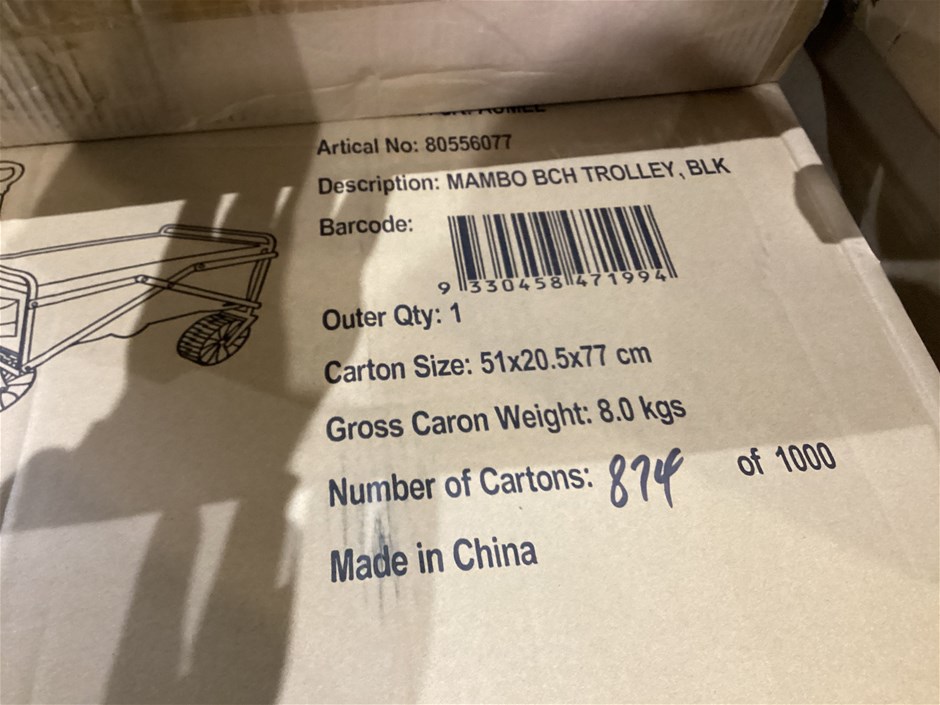 Artical No: 80556077
Description: MAMBO BCH TROLLEY, BLK
Barcode:
9 330458 471994
Outer Qty: 1
Carton Size: 51x20.5x77 cm
Gross Caron Weight: 8.0 kgs
Number of Cartons: 874 of 1000
Made in China